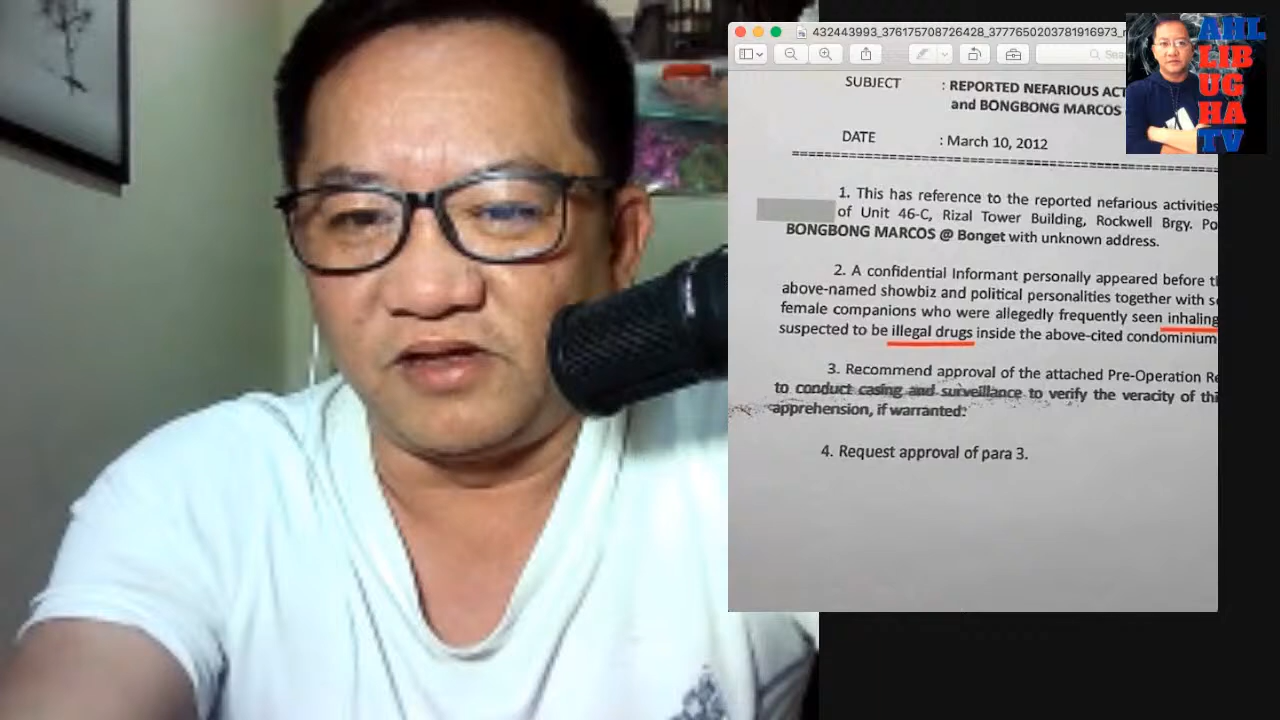 432443993_376175708726428_3777650203781916973_
AHL
LIB
UG
HA
TV
SUBJECT : REPORTED NEFARIOUS ACT
and BONGBONG MARCOS
DATE : March 10, 2012
1. This has reference to the reported nefarious activities
of Unit 46-C, Rizal Tower Building, Rockwell Brgy. Po
BONGBONG MARCOS @ Bonget with unknown address.
2. A confidential Informant personally appeared before
above-named showbiz and political personalities together with
female companions who were allegedly frequently seen inhaling
suspected to be illegal drugs inside the above-cited condominium
3. Recommend approval of the attached Pre-Operation Re
to conduct casing and surveillance to verify the veracity of
apprehension, if warranted:
4. Request approval of para 3.